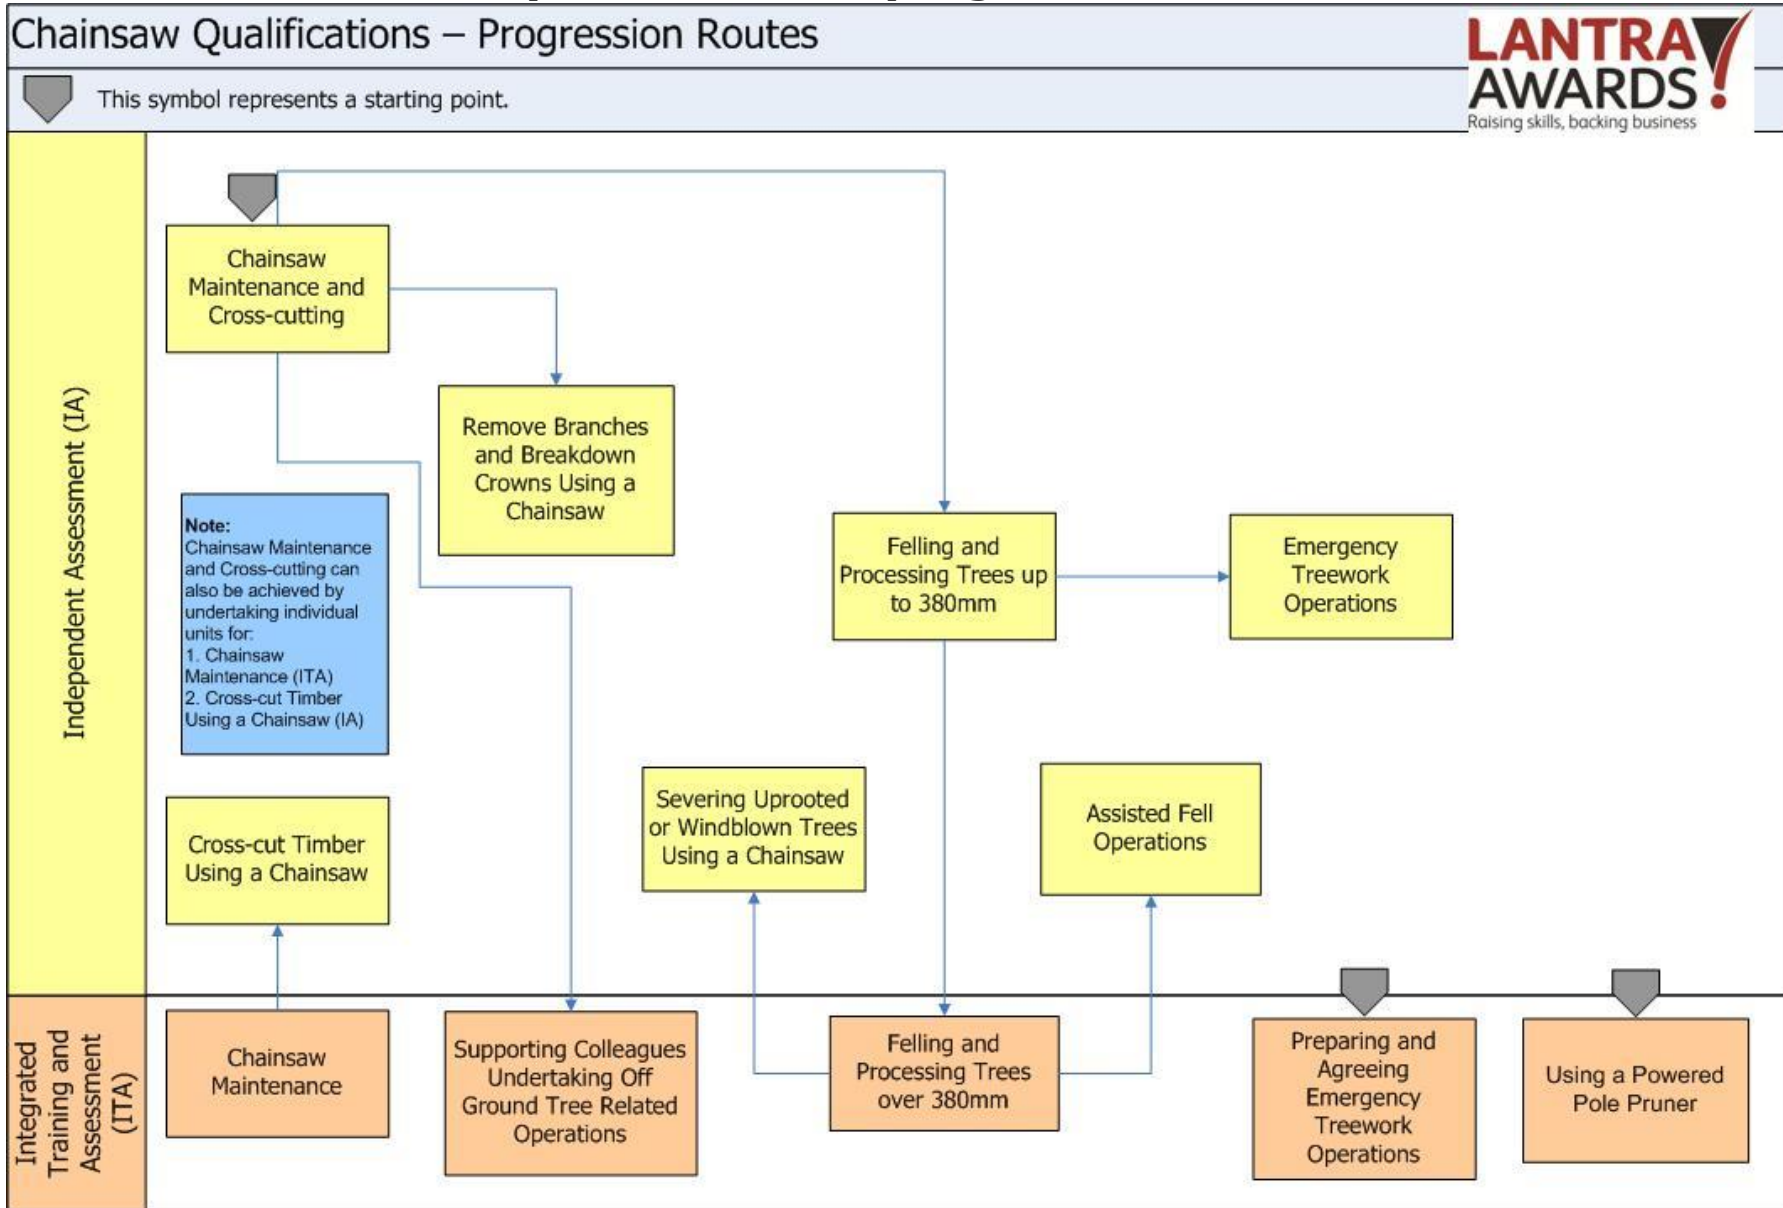 Chainsaw Qualifications – Progression Routes
LANTRA
AWARDS
Raising skills, backing business
This symbol represents a starting point.
Independent Assessment (IA)
Chainsaw
Maintenance and
Cross-cutting
Remove Branches
and Breakdown
Crowns Using a
Chainsaw
Note:
Chainsaw Maintenance
and Cross-cutting can
also be achieved by
undertaking individual
units for:
1. Chainsaw
Maintenance (ITA)
2. Cross-cut Timber
Using a Chainsaw (IA)
Felling and
Processing Trees up
to 380mm
Emergency
Treework
Operations
Cross-cut Timber
Using a Chainsaw
Severing Uprooted
or Windblown Trees
Using a Chainsaw
Assisted Fell
Operations
Integrated
Training and
Assessment
(ITA)
Chainsaw
Maintenance
Supporting Colleagues
Undertaking Off
Ground Tree Related
Operations
Felling and
Processing Trees
over 380mm
Preparing and
Agreeing
Emergency
Treework
Operations
Using a Powered
Pole Pruner